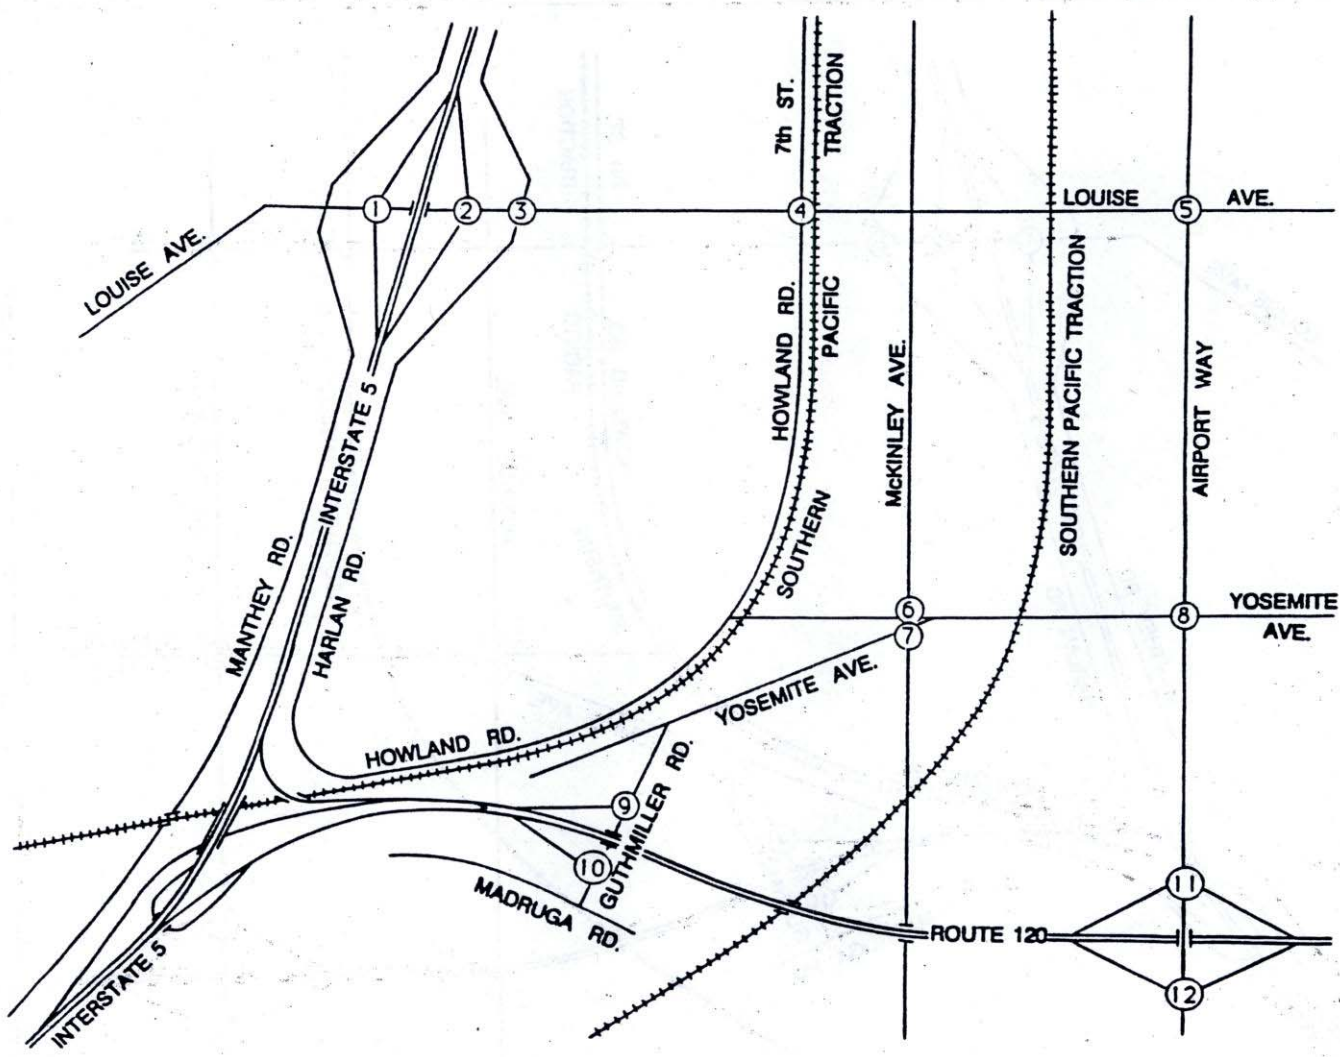 7th ST.
TRACTION
1
2
3
4
LOUISE
5
AVE.
LOUISE AVE.
HOWLAND RD.
PACIFIC
McKINLEY AVE.
SOUTHERN PACIFIC TRACTION
AIRPORT WAY
INTERSTATE 5
MANTHEY RD.
HARLAN RD.
SOUTHERN
6
7
8
YOSEMITE
AVE.
YOSEMITE AVE.
HOWLAND RD.
9
GUTHMILLER RD.
10
MADRUGA RD.
11
ROUTE 120
12
INTERSTATE 5